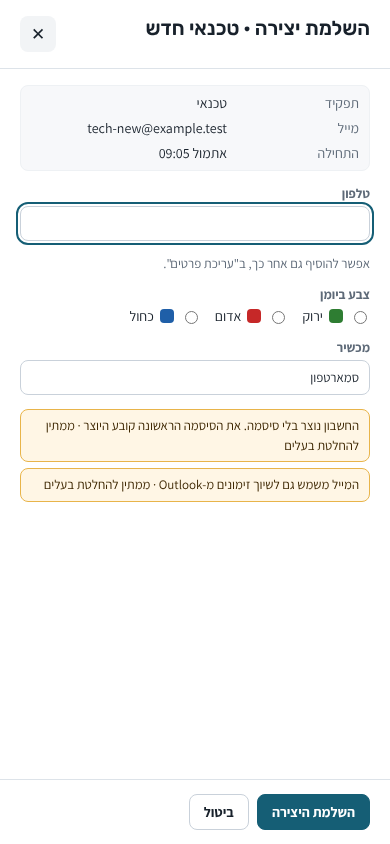 השלמת יצירה • טכנאי חדש
✕
תפקיד טכנאי
מייל tech-new@example.test
התחילה אתמול 09:05
טלפון
אפשר להוסיף גם אחר כך, ב"עריכת פרטים".
צבע ביומן
ירוק אדום כחול
מכשיר
סמארטפון
החשבון נוצר בלי סיסמה. את הסיסמה הראשונה קובע היוצר · ממתין
להחלטת בעלים
המייל משמש גם לשיוך זימונים מ-Outlook · ממתין להחלטת בעלים
השלמת היצירה ביטול